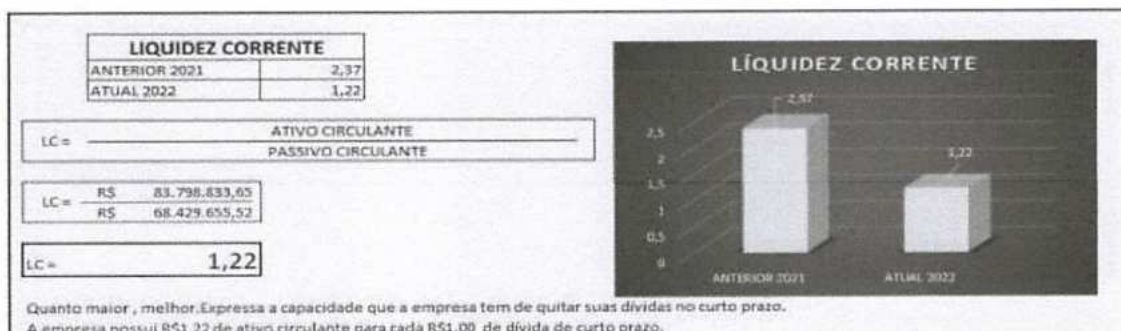 LIQUIDEZ CORRENTE
ANTERIOR 2021 2,37
ATUAL 2022 1,22
LC = ATIVO CIRCULANTE
PASSIVO CIRCULANTE
LC = R$ 83.798.833,65
R$ 68.429.655,52
LC = 1,22
LÍQUIDEZ CORRENTE
2,37
2,5
2
1,5
1
0,5
0
1,22
ANTERIOR 2021
ATUAL 2022
Quanto maior , melhor.Expressa a capacidade que a empresa tem de quitar suas dívidas no curto prazo.
A empresa possui R$1,22 de ativo circulante para cada R$1,00 de dívida de curto prazo.